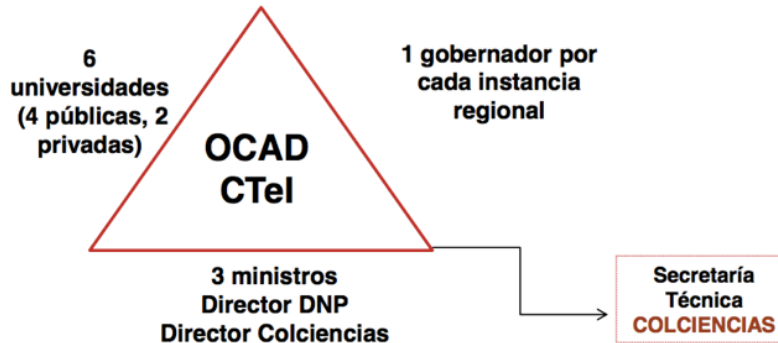 6
universidades
(4 públicas, 2
privadas)
1 gobernador por
cada instancia
regional
OCAD
CTeI
3 ministros
Director DNP
Director Colciencias
Secretaría
Técnica
COLCIENCIAS